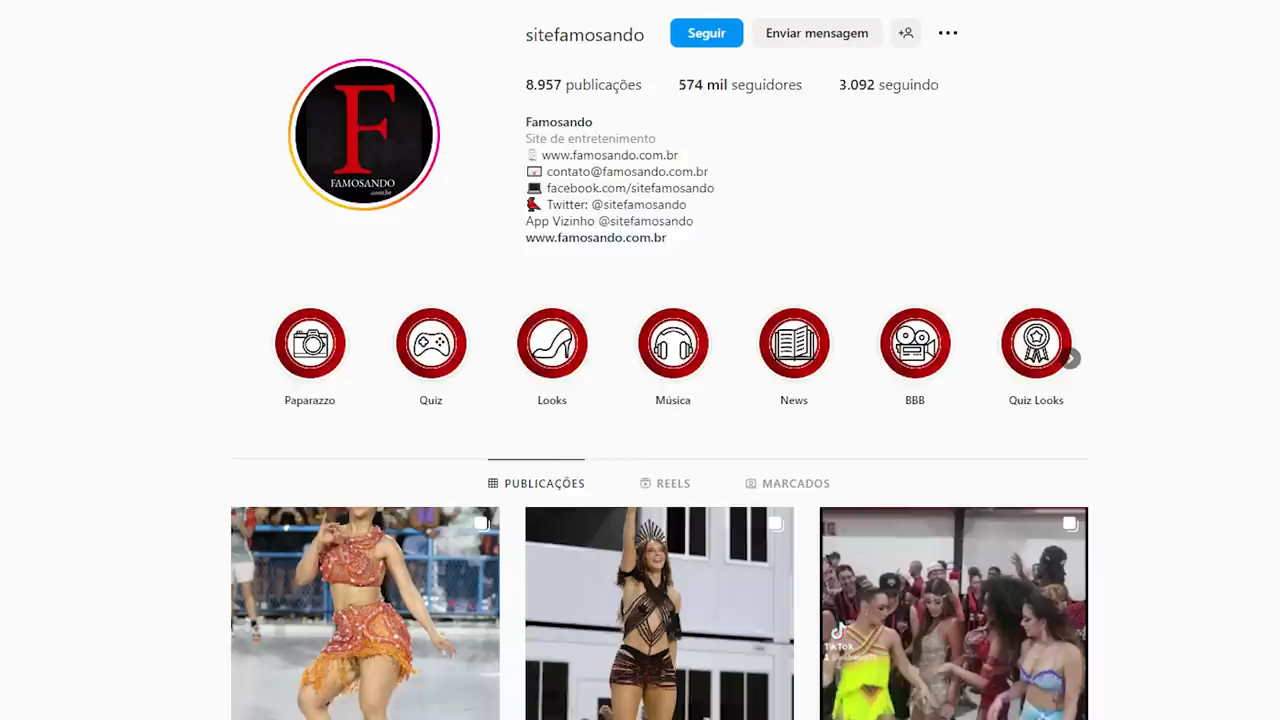 sitefamosando
Seguir
Enviar mensagem
8.957 publicações
574 mil seguidores
3.092 seguindo
F
FAMOSANDO
.com.br
Famosando
Site de entretenimento
www.famosando.com.br
contato@famosando.com.br
facebook.com/sitefamosando
Twitter: @sitefamosando
App Vizinho @sitefamosando
www.famosando.com.br
Paparazzo
Quiz
Looks
Música
News
BBB
Quiz Looks
PUBLICAÇÕES
REELS
MARCADOS
TikTok